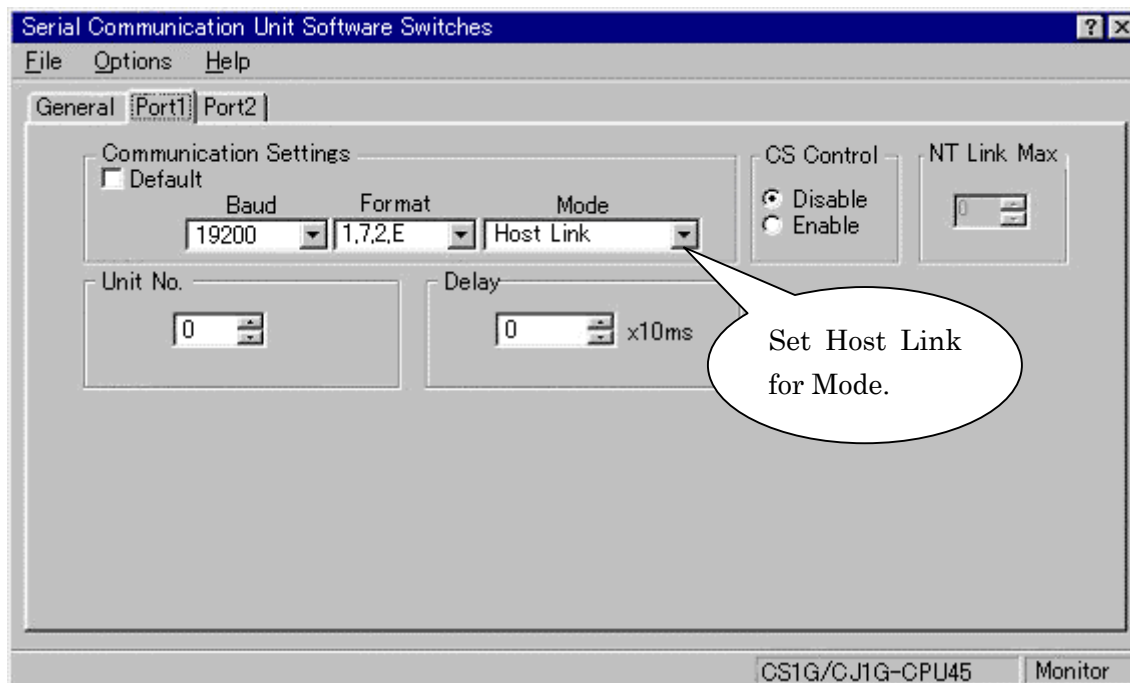 Serial Communication Unit Software Switches
File Options Help
General Port1 Port2
Communication Settings
Default
Baud Format Mode
19200 1,7,2,E Host Link
CS Control
Disable
Enable
NT Link Max
0
Unit No.
0
Delay
0 x10ms
Set Host Link
for Mode.
CS1G/CJ1G-CPU45 Monitor